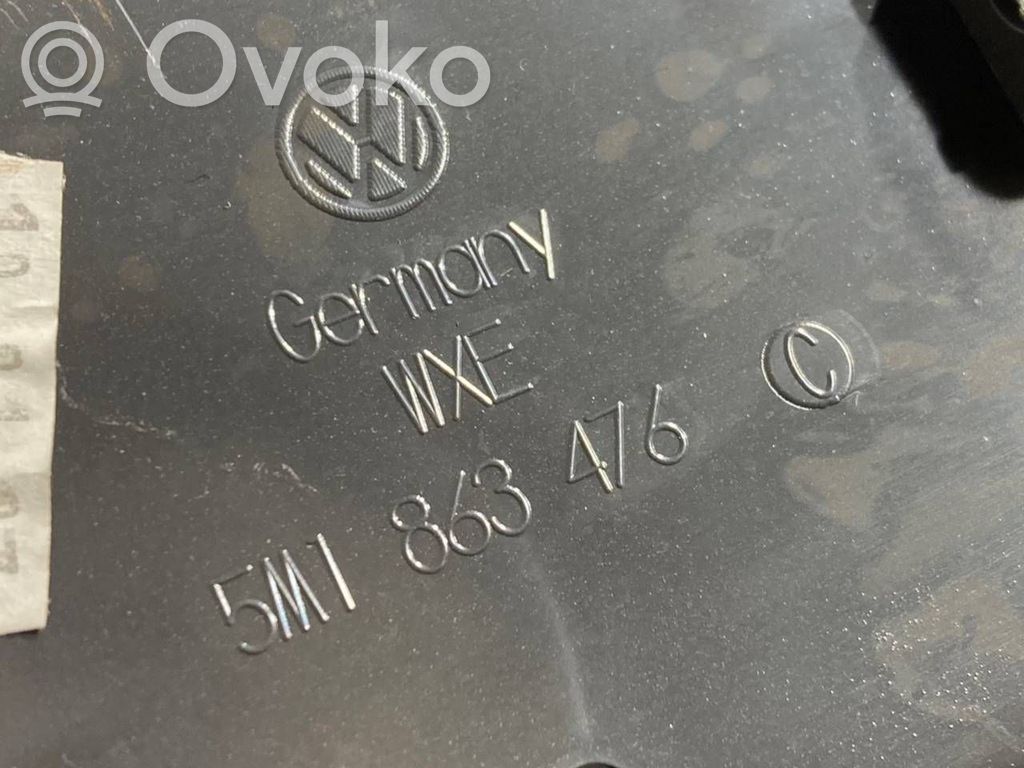 Ovoko
Germany
WXE
5M1 863 476 C